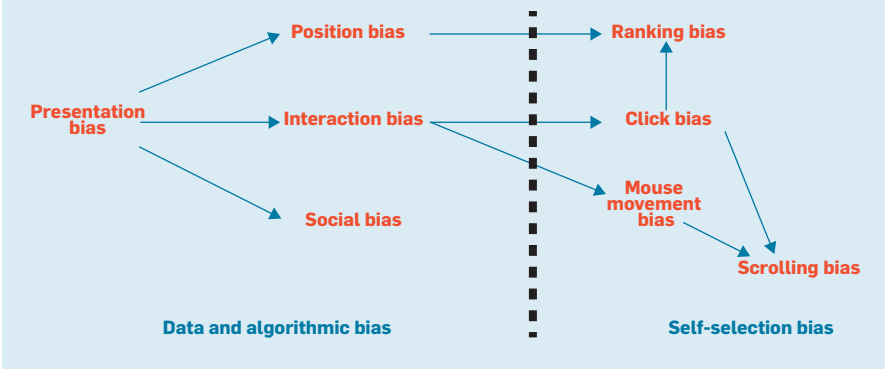 Position bias
Ranking bias
Presentation
bias
Interaction bias
Click bias
Mouse
movement
bias
Social bias
Scrolling bias
Data and algorithmic bias
Self-selection bias